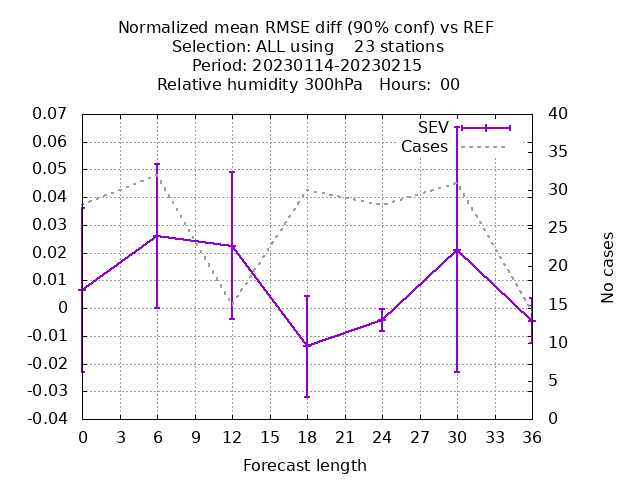 Normalized mean RMSE diff (90% conf) vs REF
Selection: ALL using    23 stations
Period: 20230114-20230215
Relative humidity 300hPa   Hours:  00
0.07
0.06
0.05
0.04
0.03
0.02
0.01
0
-0.01
-0.02
-0.03
-0.04
SEV
Cases
40
35
30
25
20
15
10
5
0
No cases
0 3 6 9 12 15 18 21 24 27 30 33 36
Forecast length